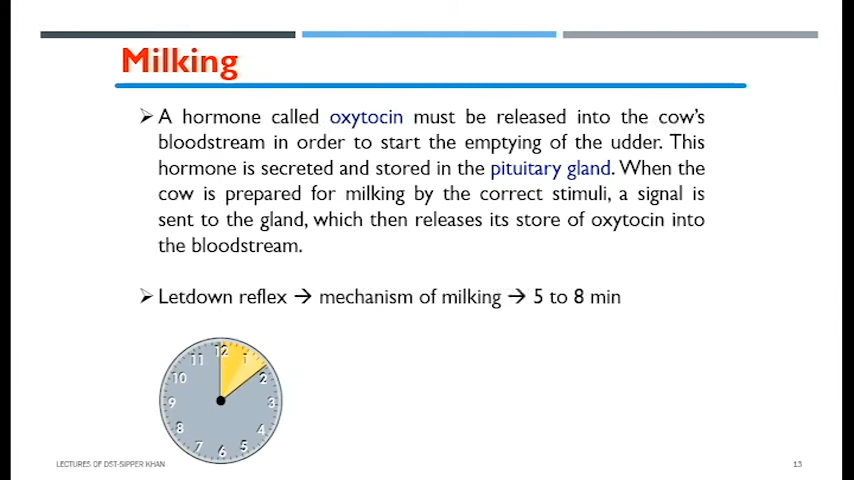 Milking
➢ A hormone called oxytocin must be released into the cow's
bloodstream in order to start the emptying of the udder. This
hormone is secreted and stored in the pituitary gland. When the
cow is prepared for milking by the correct stimuli, a signal is
sent to the gland, which then releases its store of oxytocin into
the bloodstream.
➢ Letdown reflex → mechanism of milking → 5 to 8 min
12
11 1
10 2
9 3
8 4
7 6 5
LECTURES OF DST-SIPPER KHAN 13